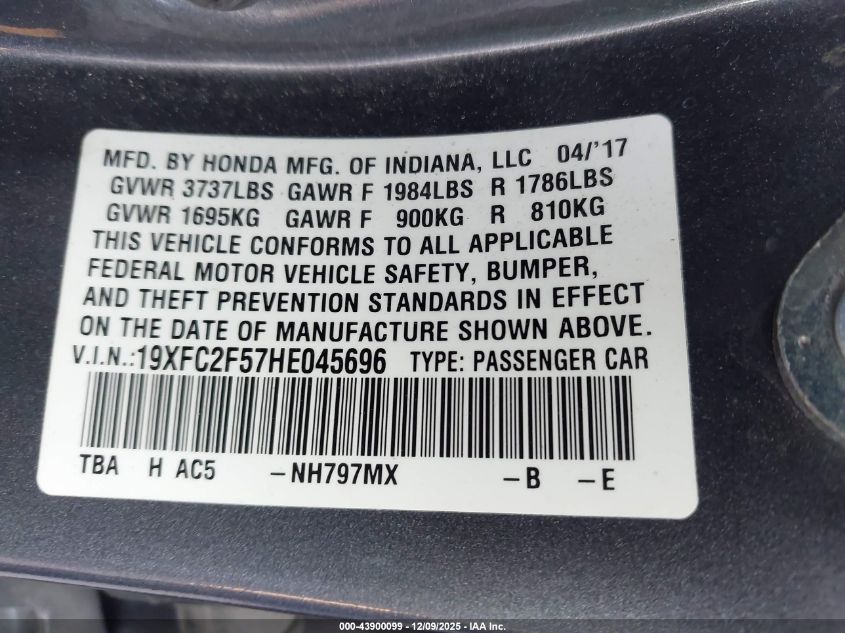 MFD. BY HONDA MFG. OF INDIANA, LLC 04/'17
GVWR 3737LBS GAWR F 1984LBS R 1786LBS
GVWR 1695KG GAWR F 900KG R 810KG
THIS VEHICLE CONFORMS TO ALL APPLICABLE
FEDERAL MOTOR VEHICLE SAFETY, BUMPER,
AND THEFT PREVENTION STANDARDS IN EFFECT
ON THE DATE OF MANUFACTURE SHOWN ABOVE.
V.I.N.:19XFC2F57HE045696 TYPE: PASSENGER CAR
TBA H AC5 -NH797MX -B -E
000-43900099 - 12/09/2025 - IAA Inc.